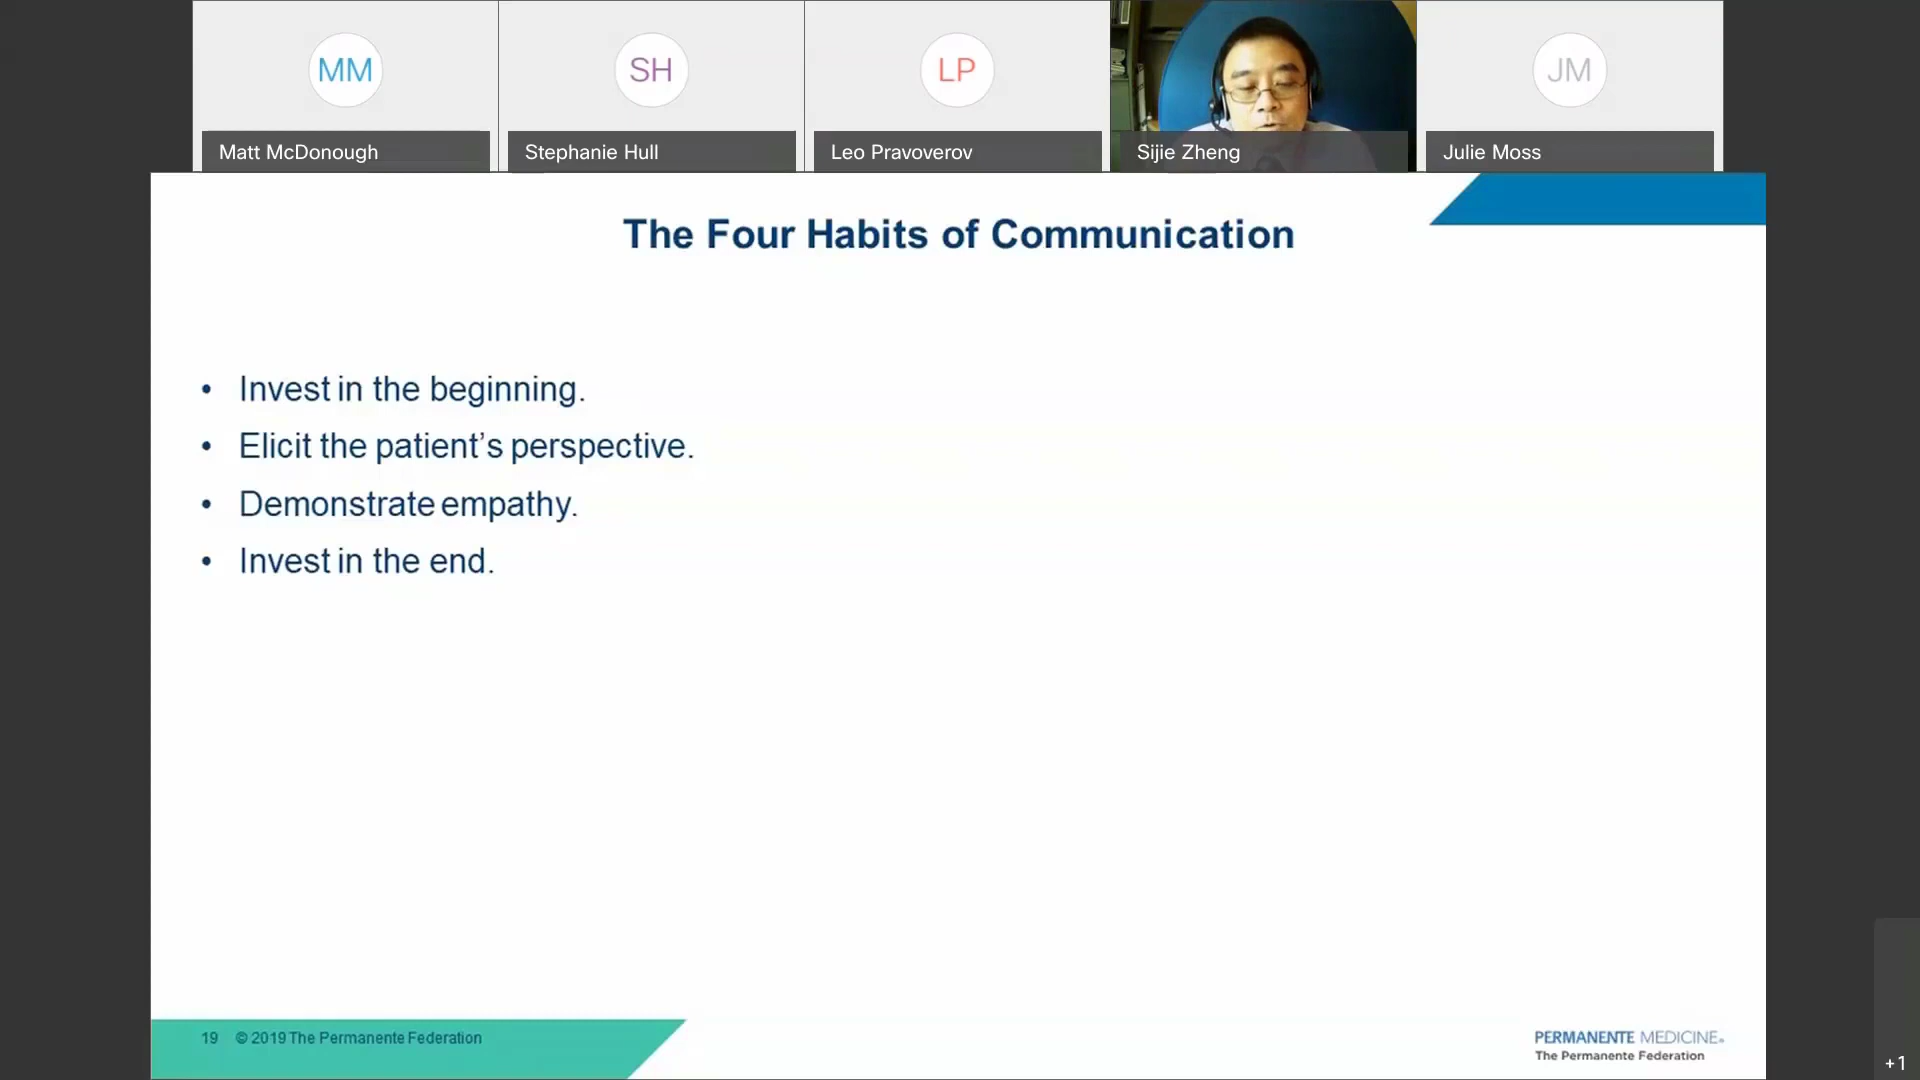 MM
SH
LP
JM
Matt McDonough
Stephanie Hull
Leo Pravoverov
Sijie Zheng
Julie Moss
The Four Habits of Communication
• Invest in the beginning.
• Elicit the patient’s perspective.
• Demonstrate empathy.
• Invest in the end.
19 © 2019 The Permanente Federation
PERMANENTE MEDICINE
The Permanente Federation
+1